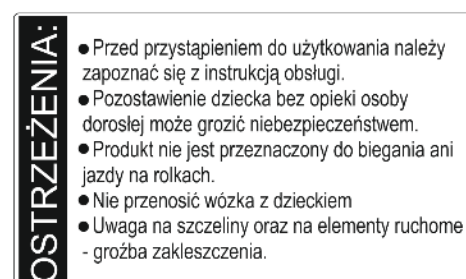 OSTRZEŻENIA:
● Przed przystąpieniem do użytkowania należy
zapoznać się z instrukcją obsługi.
● Pozostawienie dziecka bez opieki osoby
dorosłej może grozić niebezpieczeństwem.
● Produkt nie jest przeznaczony do biegania ani
jazdy na rolkach.
● Nie przenosić wózka z dzieckiem
● Uwaga na szczeliny oraz na elementy ruchome
- groźba zakleszczenia.